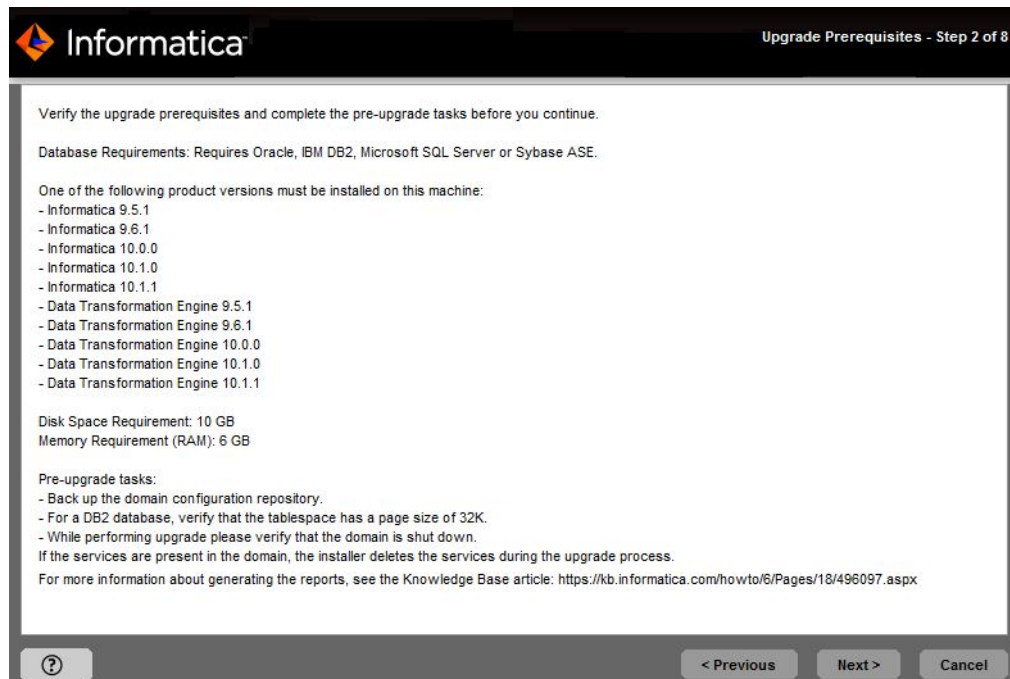 Informatica
Upgrade Prerequisites - Step 2 of 8
Verify the upgrade prerequisites and complete the pre-upgrade tasks before you continue.
Database Requirements: Requires Oracle, IBM DB2, Microsoft SQL Server or Sybase ASE.
One of the following product versions must be installed on this machine:
- Informatica 9.5.1
- Informatica 9.6.1
- Informatica 10.0.0
- Informatica 10.1.0
- Informatica 10.1.1
- Data Transformation Engine 9.5.1
- Data Transformation Engine 9.6.1
- Data Transformation Engine 10.0.0
- Data Transformation Engine 10.1.0
- Data Transformation Engine 10.1.1
Disk Space Requirement: 10 GB
Memory Requirement (RAM): 6 GB
Pre-upgrade tasks:
- Back up the domain configuration repository.
- For a DB2 database, verify that the tablespace has a page size of 32K.
- While performing upgrade please verify that the domain is shut down.
If the services are present in the domain, the installer deletes the services during the upgrade process.
For more information about generating the reports, see the Knowledge Base article: https://kb.informatica.com/howto/6/Pages/18/496097.aspx
?
< Previous
Next >
Cancel